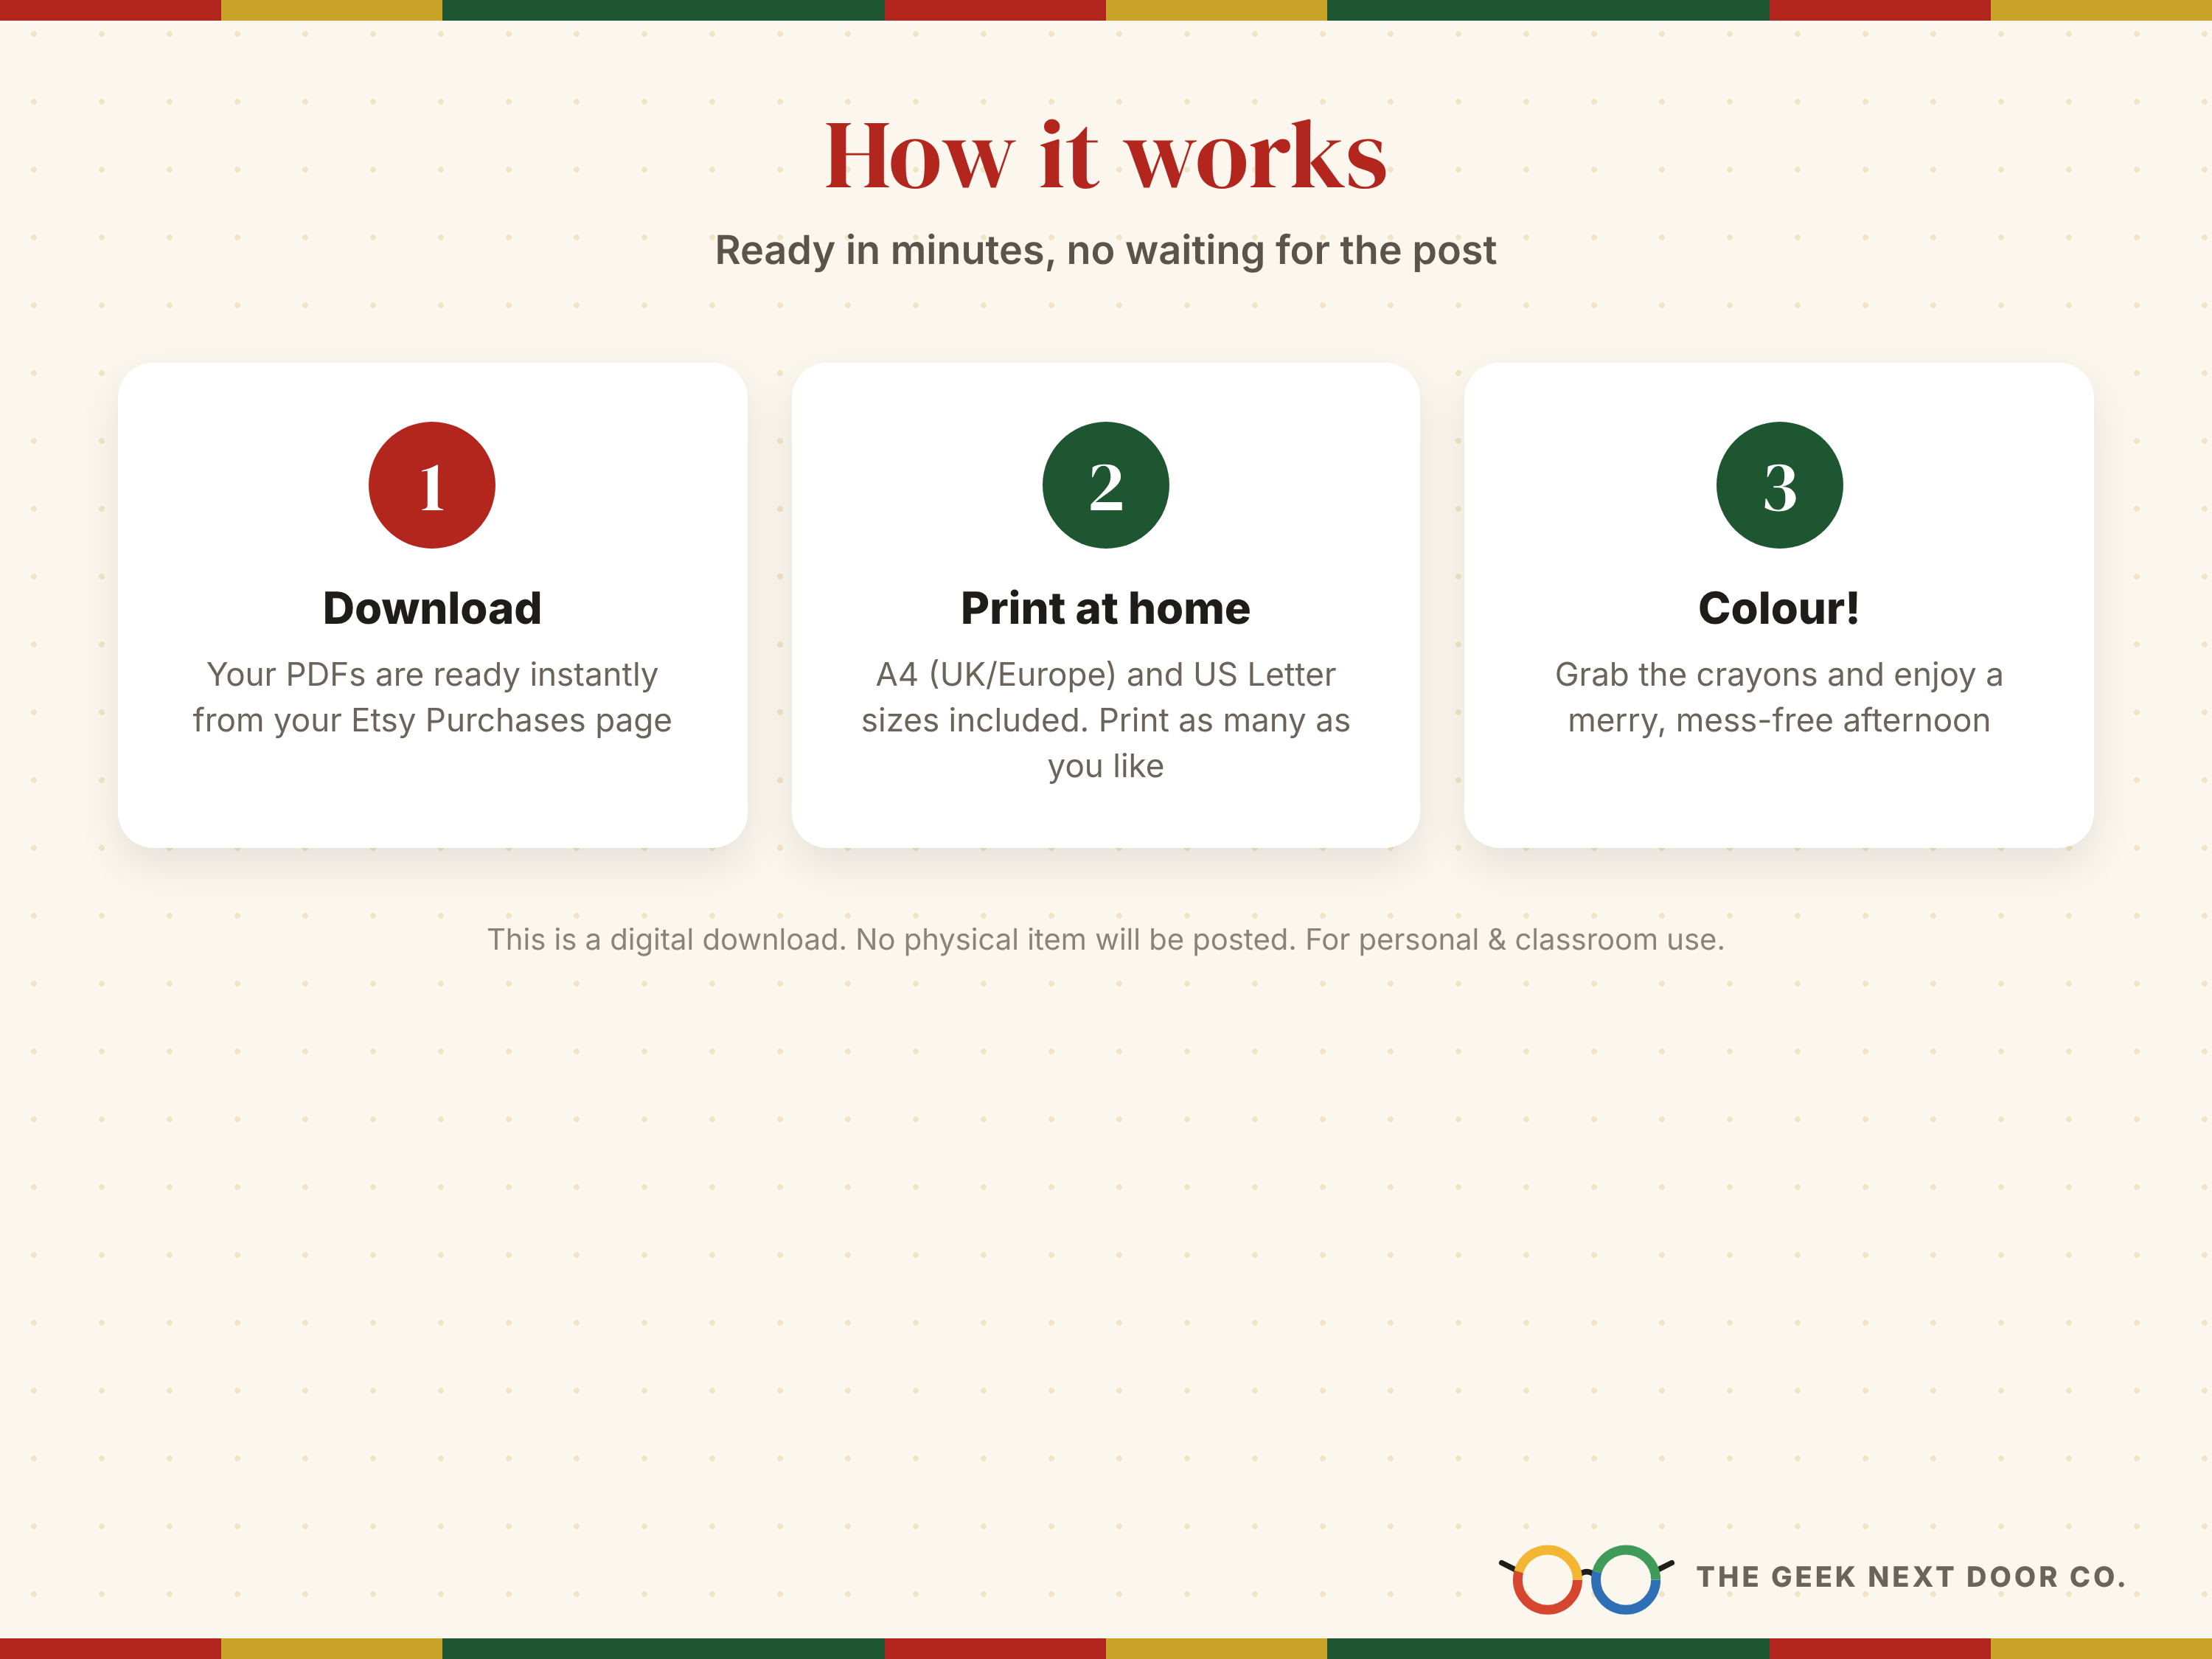 How it works
Ready in minutes, no waiting for the post
1
Download
Your PDFs are ready instantly
from your Etsy Purchases page
2
Print at home
A4 (UK/Europe) and US Letter
sizes included. Print as many as
you like
3
Colour!
Grab the crayons and enjoy a
merry, mess-free afternoon
This is a digital download. No physical item will be posted. For personal & classroom use.
THE GEEK NEXT DOOR CO.